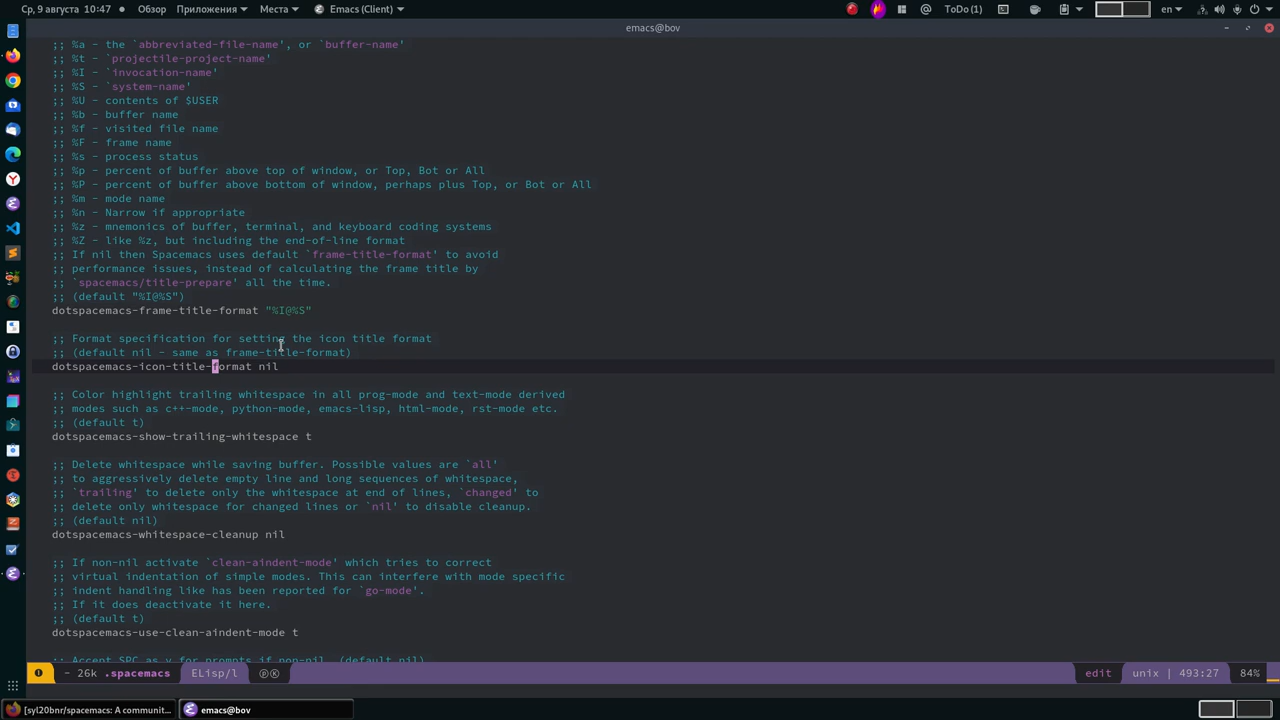 Ср, 9 августа 10:47
Обзор
Приложения
Места
Emacs (Client)
ToDo (1)
en
emacs@bov
;; %a - the `abbreviated-file-name', or `buffer-name'
;; %t - `projectile-project-name'
;; %I - `invocation-name'
;; %S - `system-name'
;; %U - contents of $USER
;; %b - buffer name
;; %f - visited file name
;; %F - frame name
;; %s - process status
;; %p - percent of buffer above top of window, or Top, Bot or All
;; %P - percent of buffer above bottom of window, perhaps plus Top, or Bot or All
;; %m - mode name
;; %n - Narrow if appropriate
;; %z - mnemonics of buffer, terminal, and keyboard coding systems
;; %Z - like %z, but including the end-of-line format
;; If nil then Spacemacs uses default `frame-title-format' to avoid
;; performance issues, instead of calculating the frame title by
;; `spacemacs/title-prepare' all the time.
;; (default "%I@%S")
dotspacemacs-frame-title-format "%I@%S"
;; Format specification for setting the icon title format
;; (default nil - same as frame-title-format)
dotspacemacs-icon-title-format nil
;; Color highlight trailing whitespace in all prog-mode and text-mode derived
;; modes such as c++-mode, python-mode, emacs-lisp, html-mode, rst-mode etc.
;; (default t)
dotspacemacs-show-trailing-whitespace t
;; Delete whitespace while saving buffer. Possible values are `all'
;; to aggressively delete empty line and long sequences of whitespace,
;; `trailing' to delete only the whitespace at end of lines, `changed' to
;; delete only whitespace for changed lines or `nil' to disable cleanup.
;; (default nil)
dotspacemacs-whitespace-cleanup nil
;; If non-nil activate `clean-aindent-mode' which tries to correct
;; virtual indentation of simple modes. This can interfere with mode specific
;; indent handling like has been reported for `go-mode'.
;; If it does deactivate it here.
;; (default t)
dotspacemacs-use-clean-aindent-mode t
;; Accept SPC as y for prompts if non-nil. (default nil)
- 26k .spacemacs
ELisp/l
ⓟⓀ
edit
unix | 493:27
84%
[syl20bnr/spacemacs: A communit...
emacs@bov